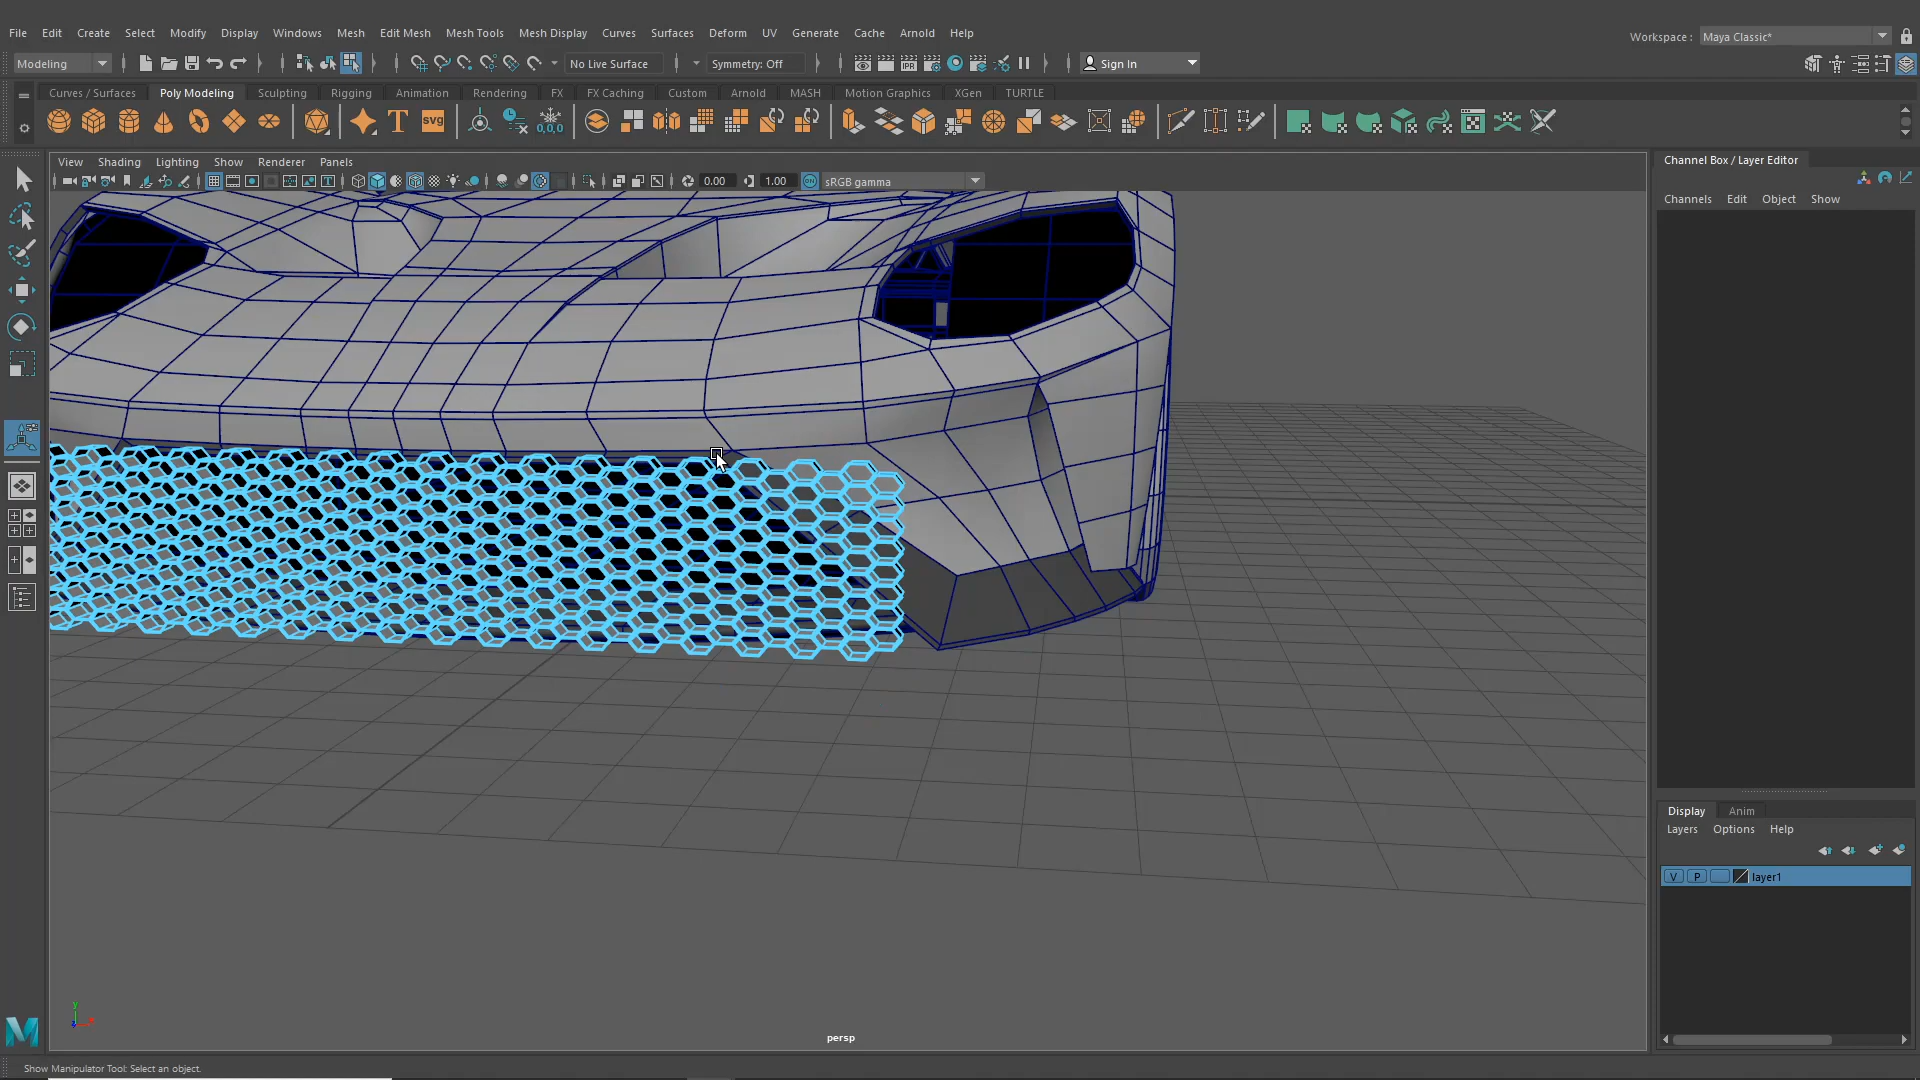 File Edit Create Select Modify Display Windows Mesh Edit Mesh Mesh Tools Mesh Display Curves Surfaces Deform UV Generate Cache Arnold Help
Workspace : Maya Classic*
Modeling No Live Surface Symmetry: Off Sign In
Curves / Surfaces Poly Modeling Sculpting Rigging Animation Rendering FX FX Caching Custom Arnold MASH Motion Graphics XGen TURTLE
T svg 0,0,0
View Shading Lighting Show Renderer Panels
0.00 1.00 sRGB gamma
Channel Box / Layer Editor
Channels Edit Object Show
Display Anim
Layers Options Help
V P layer1
y
persp
Show Manipulator Tool: Select an object.